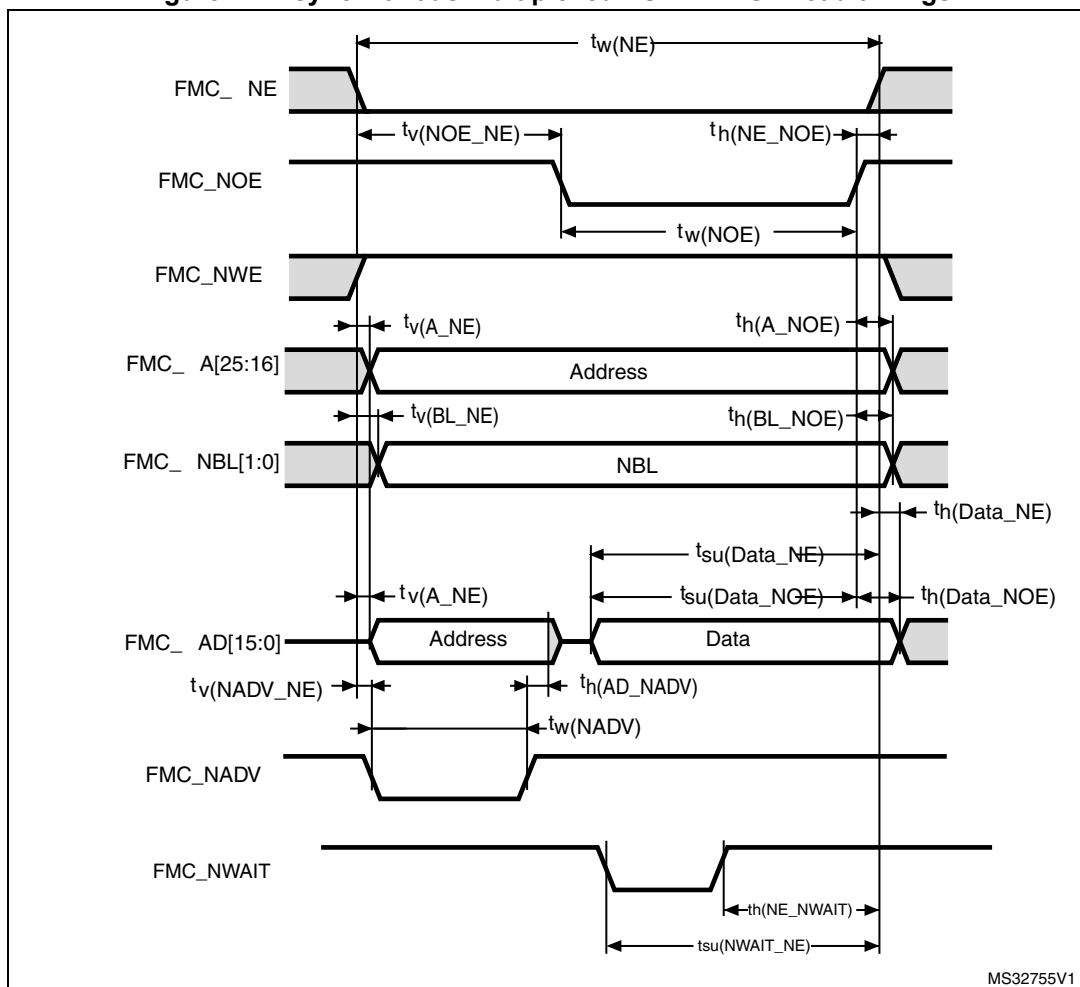 tw(NE)
FMC_ NE
tv(NOE_NE)
th(NE_NOE)
FMC_NOE
tw(NOE)
FMC_NWE
tv(A_NE)
th(A_NOE)
FMC_ A[25:16]
Address
tv(BL_NE)
th(BL_NOE)
FMC_ NBL[1:0]
NBL
th(Data_NE)
tsu(Data_NE)
tv(A_NE)
tsu(Data_NOE)
th(Data_NOE)
FMC_ AD[15:0]
Address
Data
tv(NADV_NE)
th(AD_NADV)
tw(NADV)
FMC_NADV
FMC_NWAIT
th(NE_NWAIT)
tsu(NWAIT_NE)
MS32755V1